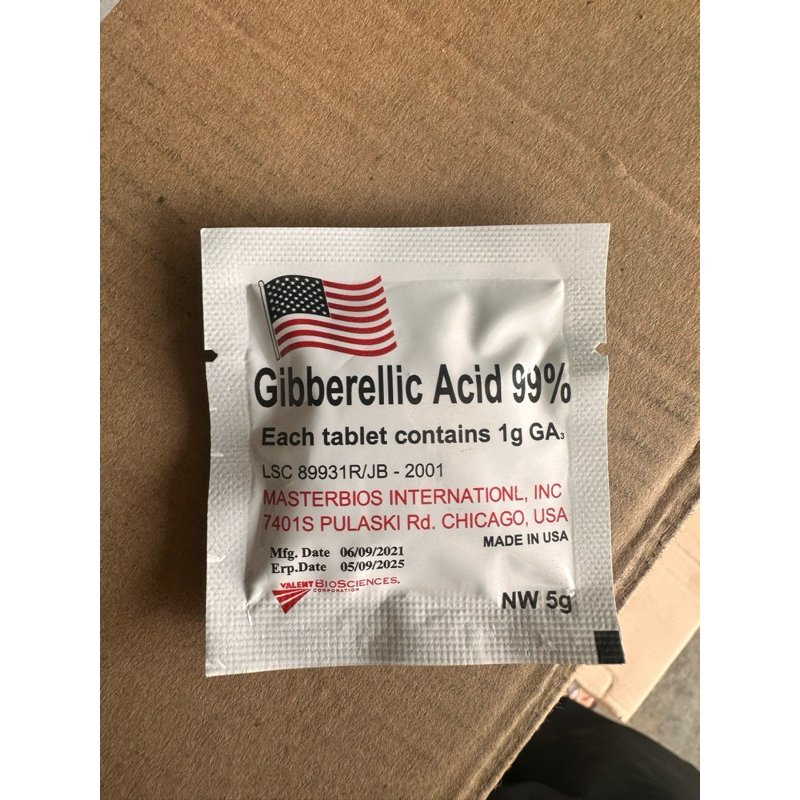 Gibberellic Acid 99%
Each tablet contains 1g GA₃
LSC 89931R/JB - 2001
MASTERBIOS INTERNATIONL, INC
7401S PULASKI Rd. CHICAGO, USA
MADE IN USA
Mfg. Date 06/09/2021
Erp.Date 05/09/2025
VALENT BIOSCIENCES.
CORPORATION
NW 5g